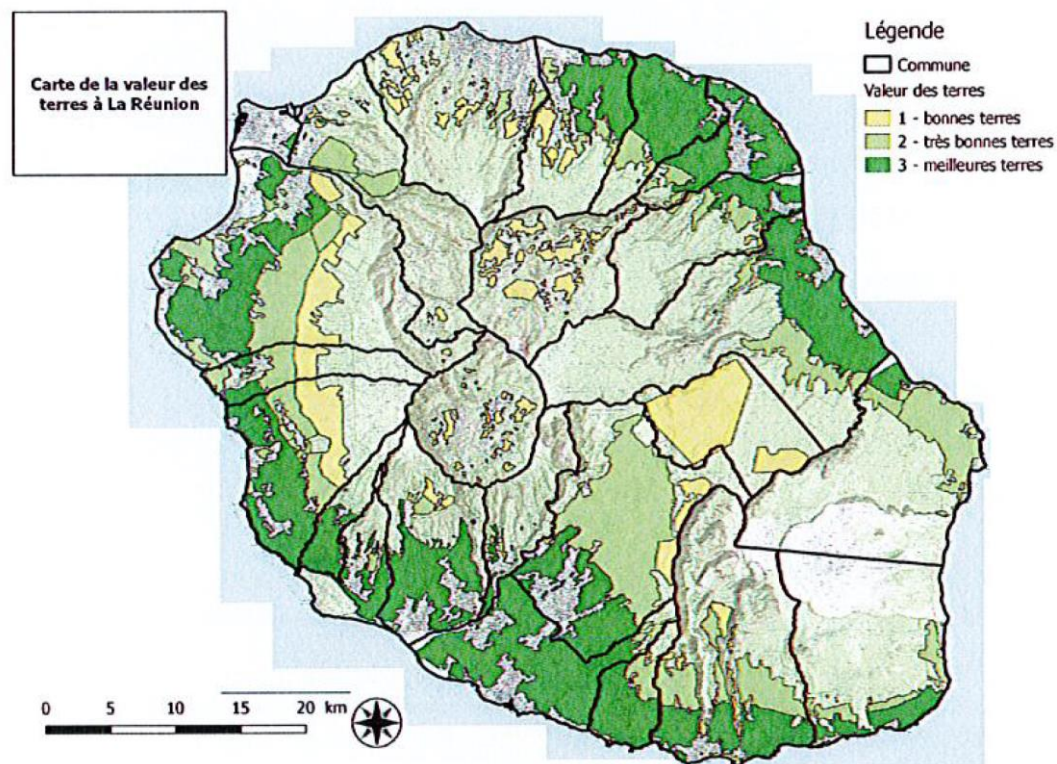 Carte de la valeur des
terres à La Réunion
Légende
Commune
Valeur des terres
1 - bonnes terres
2 - très bonnes terres
3 - meilleures terres
0 5 10 15 20 km